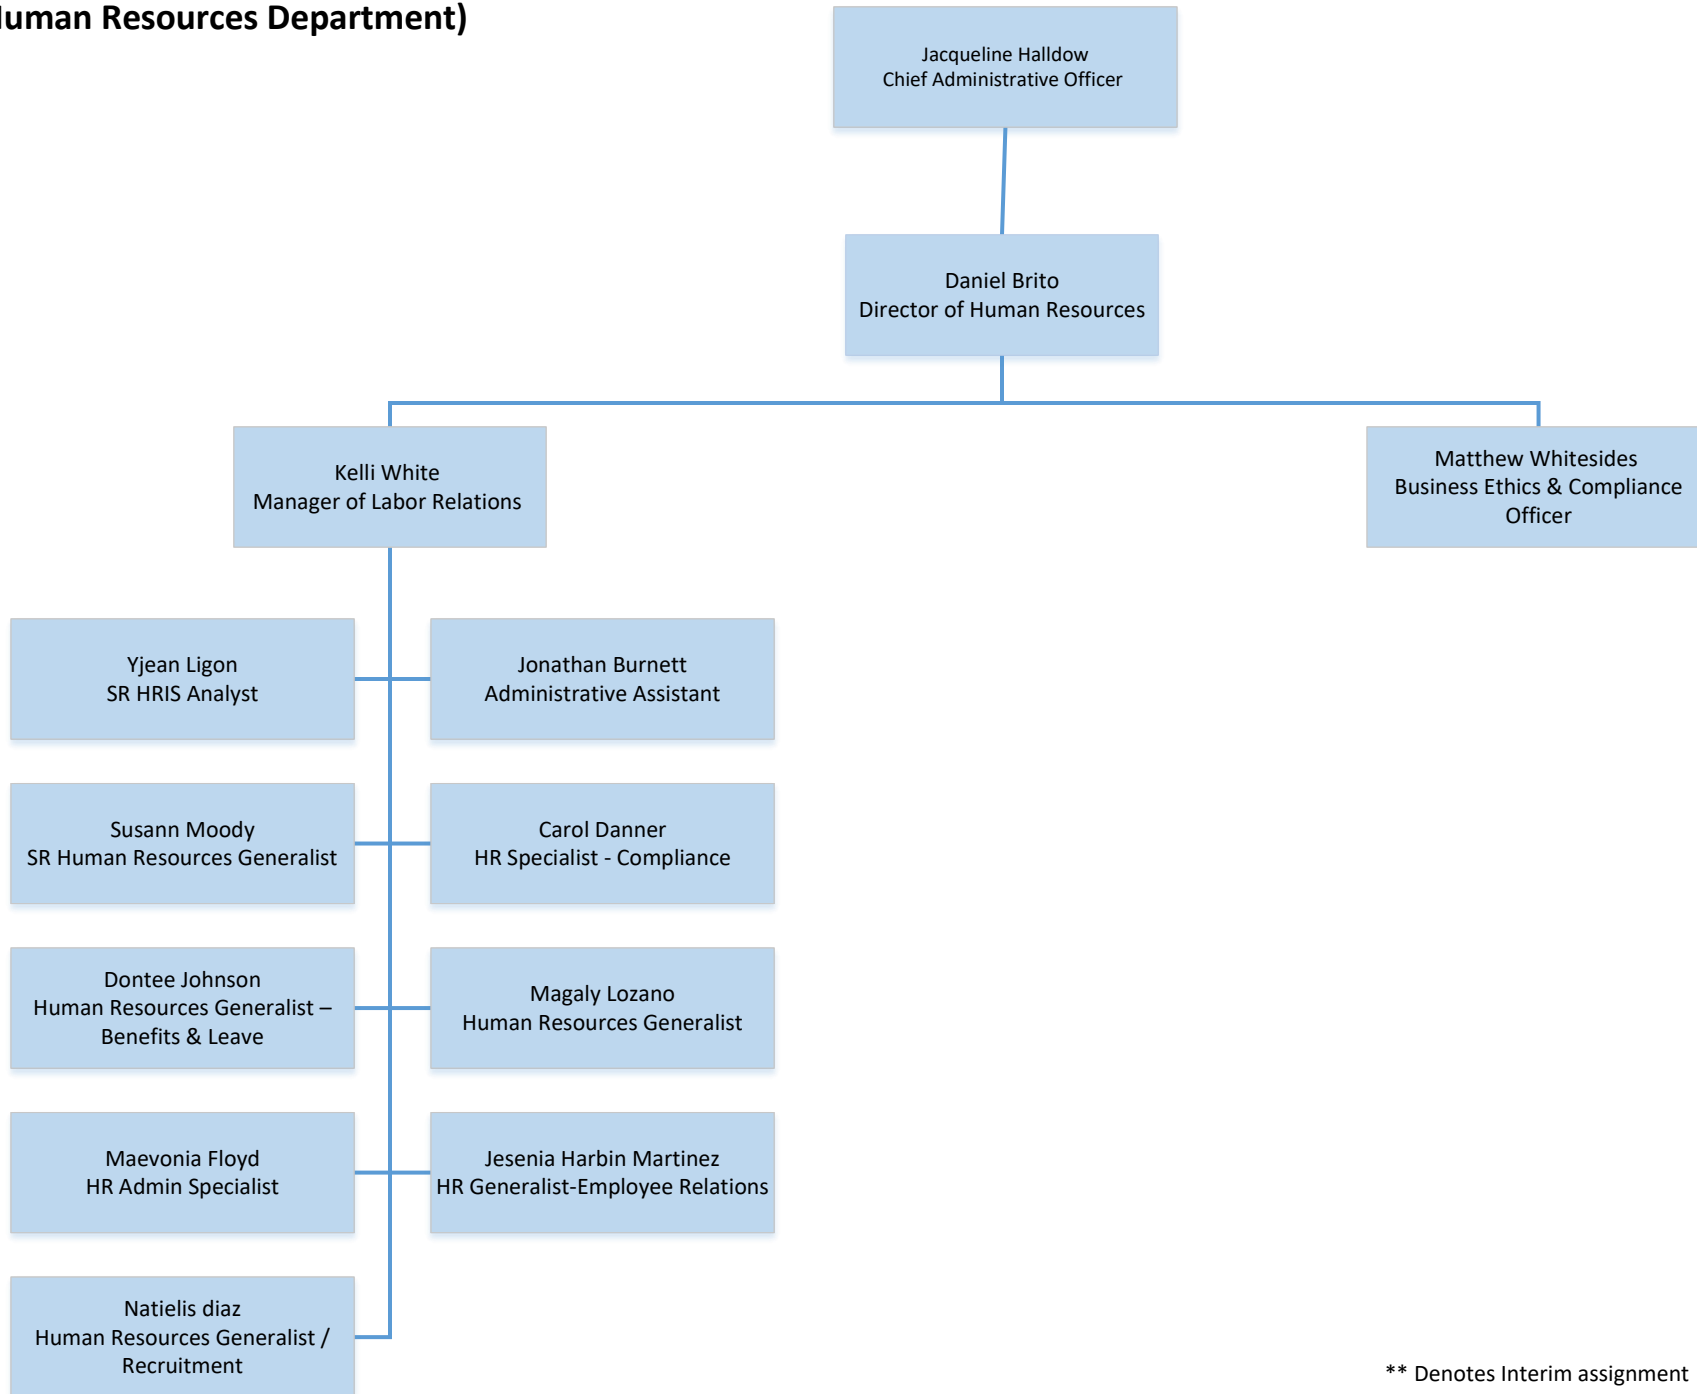 Human Resources Department)
Jacqueline Halldow
Chief Administrative Officer
Daniel Brito
Director of Human Resources
Kelli White
Manager of Labor Relations
Matthew Whitesides
Business Ethics & Compliance
Officer
Yjean Ligon
SR HRIS Analyst
Jonathan Burnett
Administrative Assistant
Susann Moody
SR Human Resources Generalist
Carol Danner
HR Specialist - Compliance
Dontee Johnson
Human Resources Generalist –
Benefits & Leave
Magaly Lozano
Human Resources Generalist
Maevonia Floyd
HR Admin Specialist
Jesenia Harbin Martinez
HR Generalist-Employee Relations
Natielis diaz
Human Resources Generalist /
Recruitment
** Denotes Interim assignment